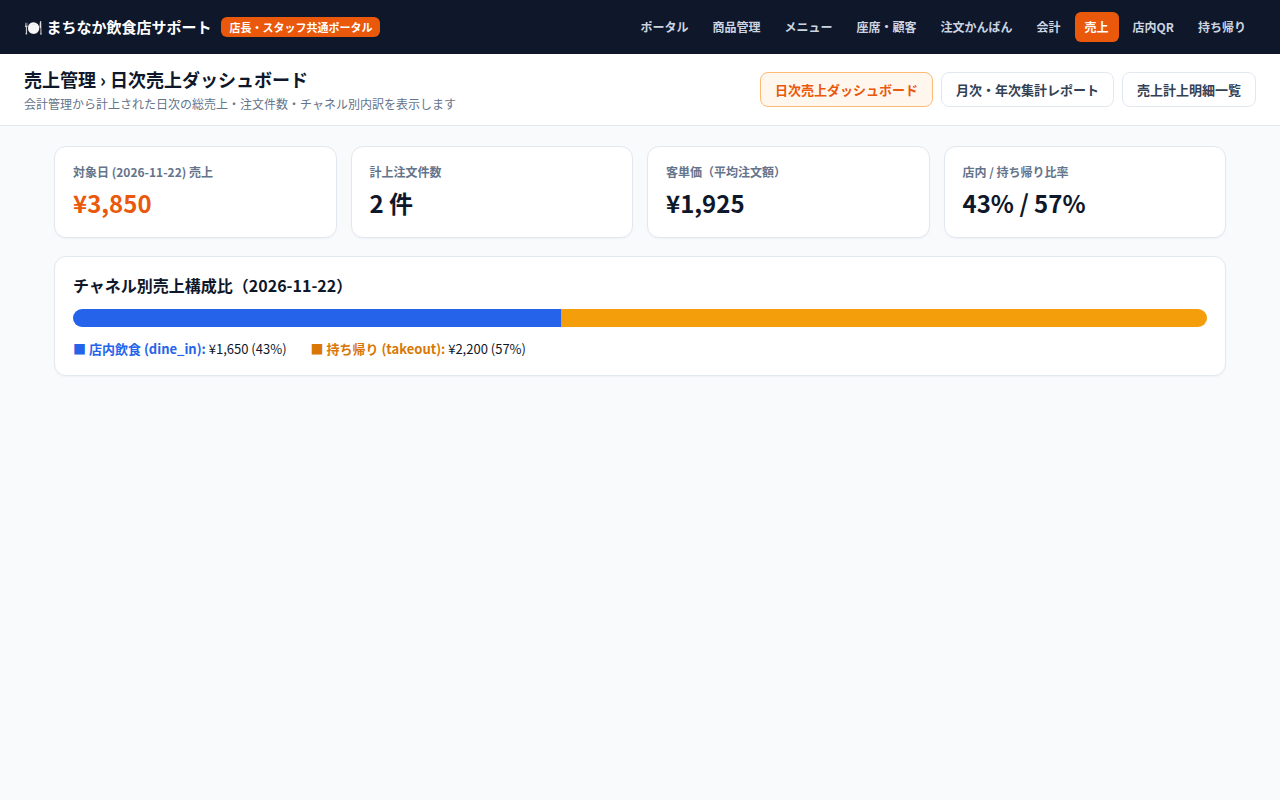 🍽️ まちなか飲食店サポート 店長・スタッフ共通ポータル ポータル 商品管理 メニュー 座席・顧客 注文かんばん 会計 売上 店内QR 持ち帰り
売上管理 › 日次売上ダッシュボード
会計管理から計上された日次の総売上・注文件数・チャネル別内訳を表示します
日次売上ダッシュボード 月次・年次集計レポート 売上計上明細一覧
対象日 (2026-11-22) 売上
¥3,850
計上注文件数
2 件
客単価（平均注文額）
¥1,925
店内 / 持ち帰り比率
43% / 57%
チャネル別売上構成比（2026-11-22）
■ 店内飲食 (dine_in): ¥1,650 (43%) ■ 持ち帰り (takeout): ¥2,200 (57%)